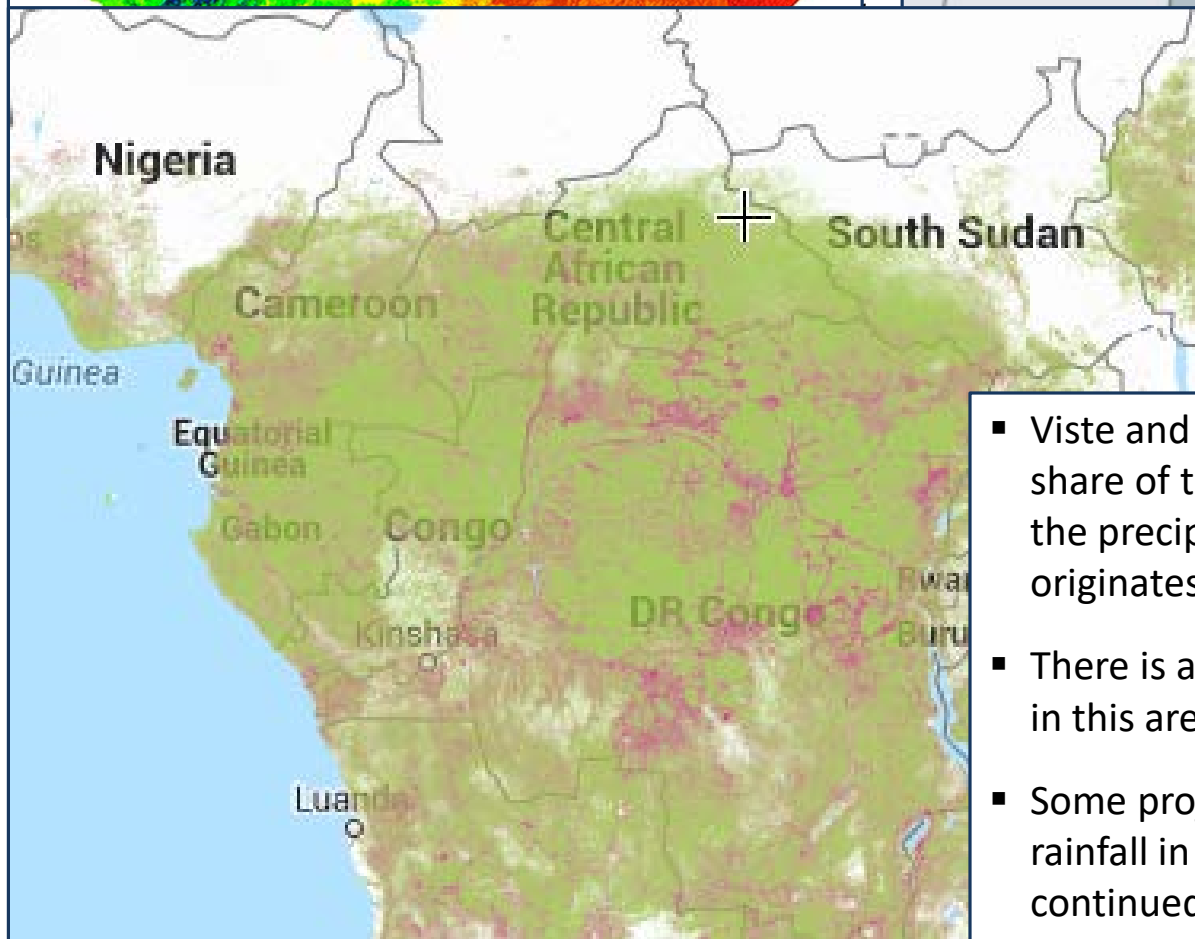 Nigeria
Central
African
Republic
South Sudan
Cameroon
Guinea
Equatorial
Guinea
Gabon
Congo
DR Congo
Kinshasa
Luanda
▪ Viste and
share of t
the precip
originates
▪ There is a
in this are
▪ Some pro
rainfall in
continued